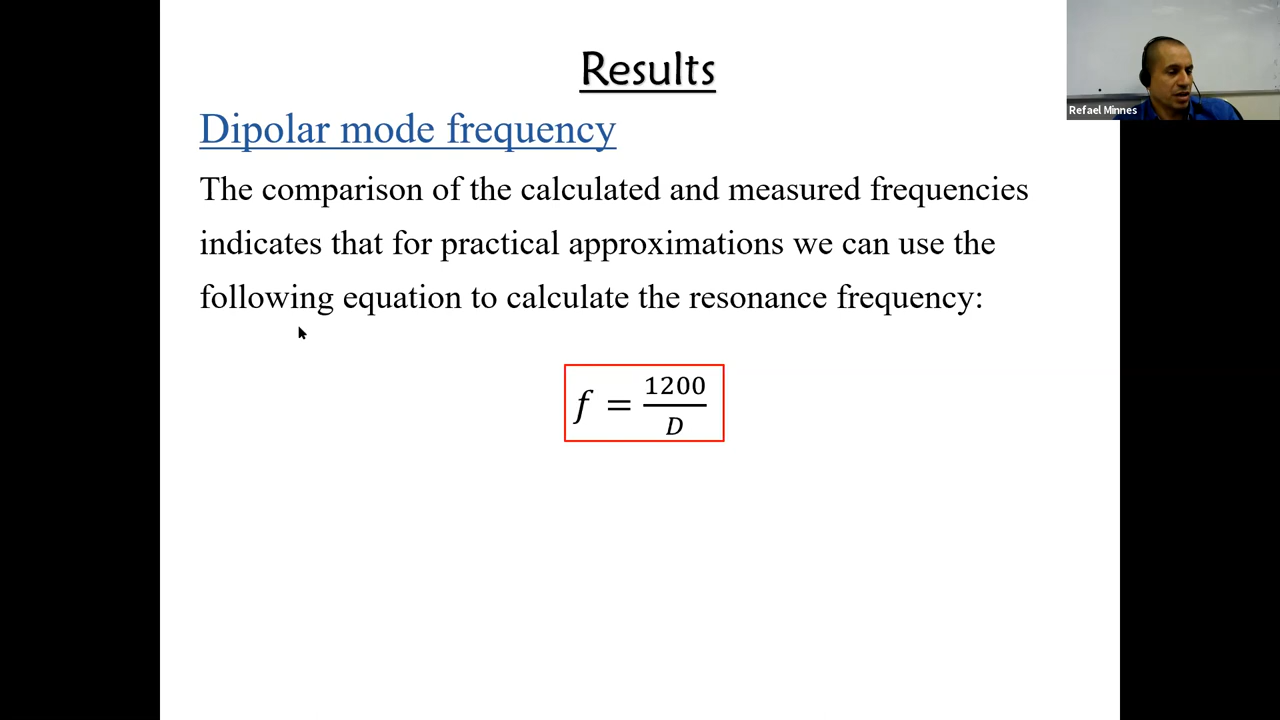 Results
Refael Minnes
Dipolar mode frequency
The comparison of the calculated and measured frequencies
indicates that for practical approximations we can use the
following equation to calculate the resonance frequency:
f = 1200/D